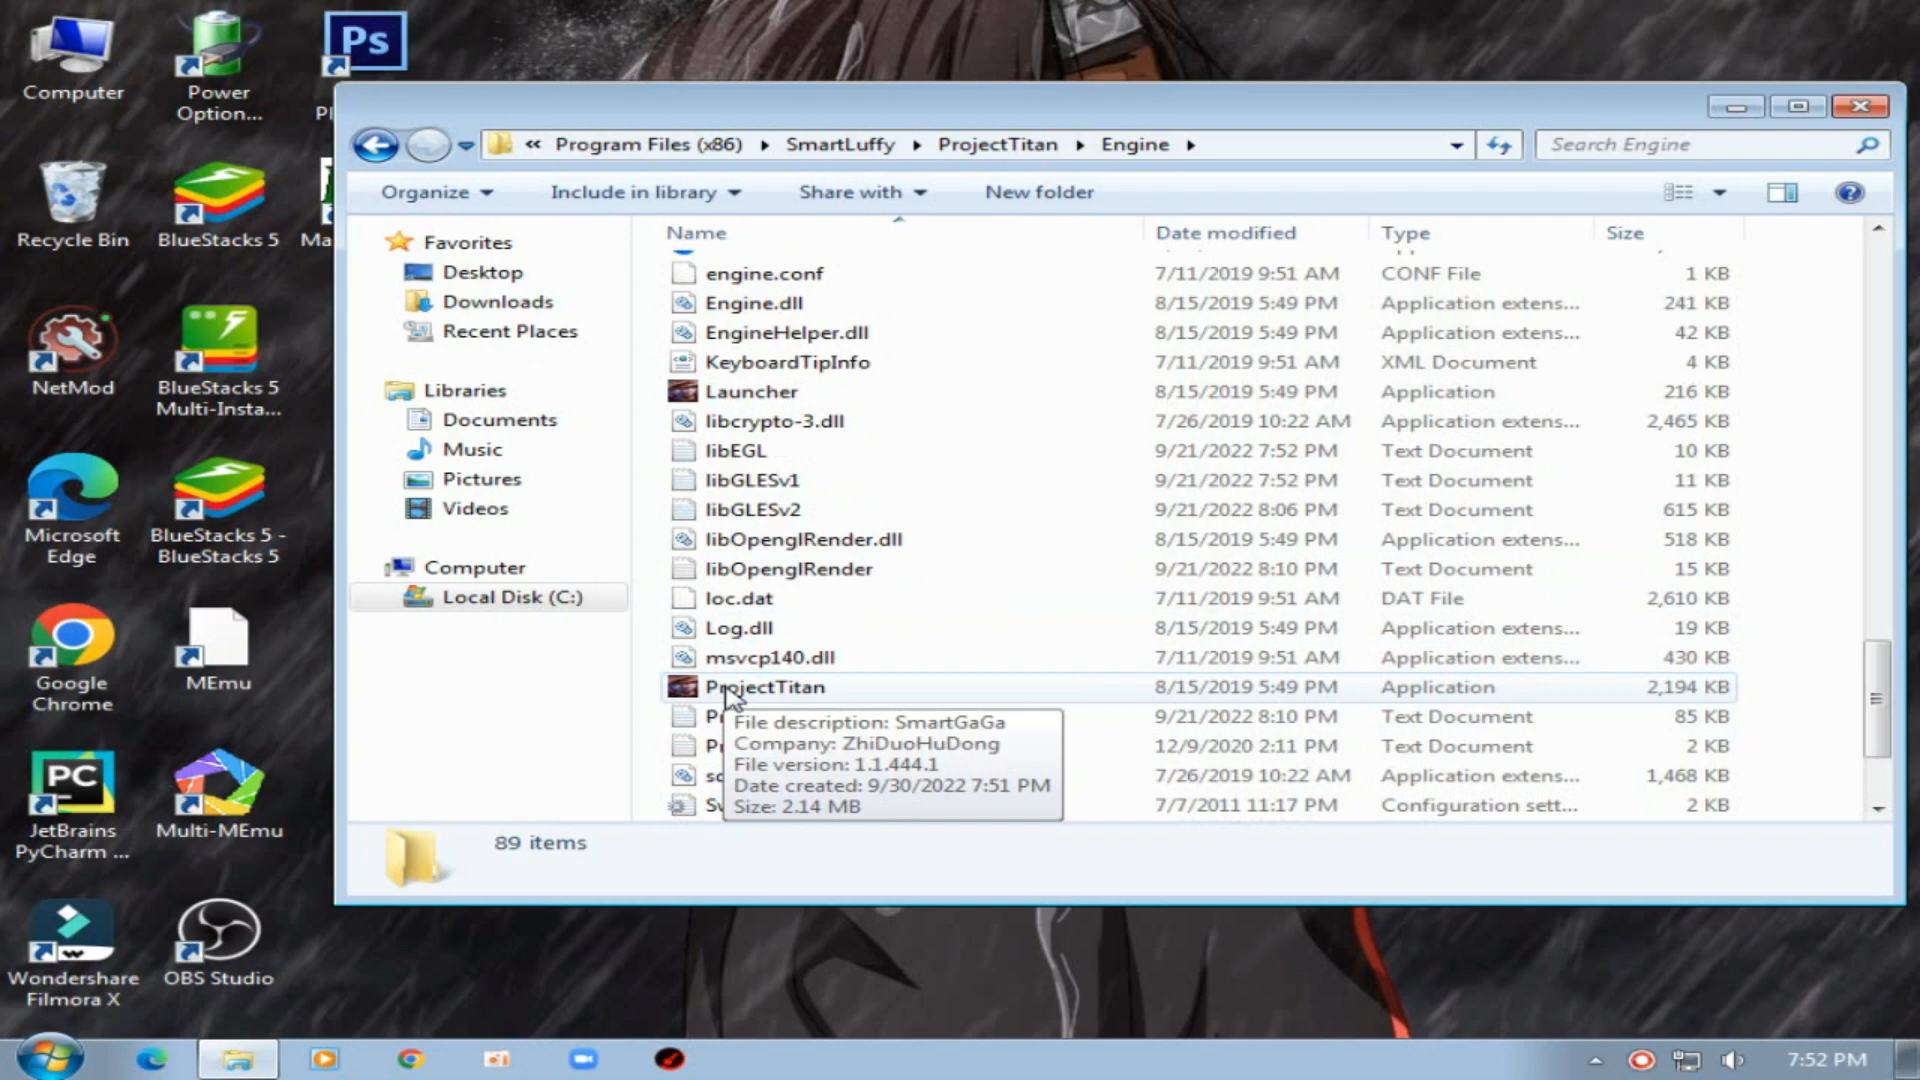 Computer
Power
Option...
Ps
Pl
Recycle Bin
BlueStacks 5
Ma
NetMod
BlueStacks 5
Multi-Insta...
Microsoft
Edge
BlueStacks 5 -
BlueStacks 5
Google
Chrome
MEmu
PC
JetBrains
PyCharm ...
Multi-MEmu
Wondershare
Filmora X
OBS Studio
« Program Files (x86) SmartLuffy ProjectTitan Engine
Search Engine
Organize Include in library Share with New folder
Favorites
Desktop
Downloads
Recent Places
Libraries
Documents
Music
Pictures
Videos
Computer
Local Disk (C:)
Name Date modified Type Size
engine.conf 7/11/2019 9:51 AM CONF File 1 KB
Engine.dll 8/15/2019 5:49 PM Application extens... 241 KB
EngineHelper.dll 8/15/2019 5:49 PM Application extens... 42 KB
KeyboardTipInfo 7/11/2019 9:51 AM XML Document 4 KB
Launcher 8/15/2019 5:49 PM Application 216 KB
libcrypto-3.dll 7/26/2019 10:22 AM Application extens... 2,465 KB
libEGL 9/21/2022 7:52 PM Text Document 10 KB
libGLESv1 9/21/2022 7:52 PM Text Document 11 KB
libGLESv2 9/21/2022 8:06 PM Text Document 615 KB
libOpenglRender.dll 8/15/2019 5:49 PM Application extens... 518 KB
libOpenglRender 9/21/2022 8:10 PM Text Document 15 KB
loc.dat 7/11/2019 9:51 AM DAT File 2,610 KB
Log.dll 8/15/2019 5:49 PM Application extens... 19 KB
msvcp140.dll 7/11/2019 9:51 AM Application extens... 430 KB
ProjectTitan 8/15/2019 5:49 PM Application 2,194 KB
9/21/2022 8:10 PM Text Document 85 KB
12/9/2020 2:11 PM Text Document 2 KB
7/26/2019 10:22 AM Application extens... 1,468 KB
7/7/2011 11:17 PM Configuration sett... 2 KB
File description: SmartGaGa
Company: ZhiDuoHuDong
File version: 1.1.444.1
Date created: 9/30/2022 7:51 PM
Size: 2.14 MB
89 items
7:52 PM